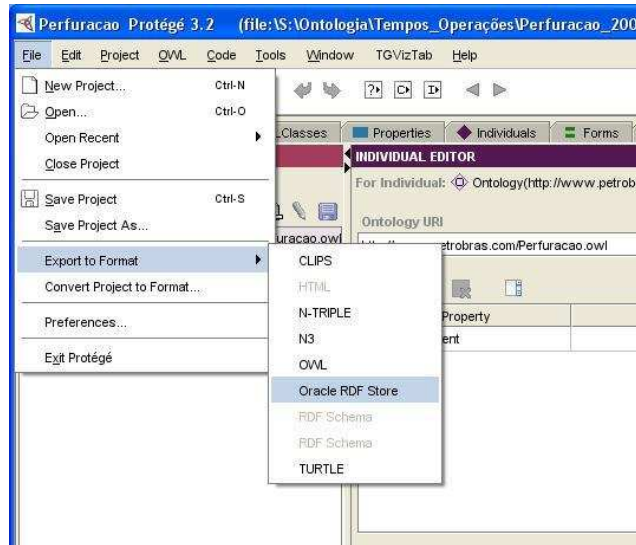 Perfuracao Protégé 3.2 (file:\S:\Ontologia\Tempos_Operações\Perfuracao_200
File Edit Project OWL Code Tools Window TGVizTab Help
New Project... Ctrl-N
Open... Ctrl-O
Open Recent
Close Project
Save Project Ctrl-S
Save Project As...
Export to Format
Convert Project to Format...
Preferences...
Exit Protégé
Classes Properties Individuals Forms
INDIVIDUAL EDITOR
For Individual: Ontology(http://www.petrob
Ontology URI
uracao.owl
etrobras.com/Perfuracao.owl
Property
ent
CLIPS
HTML
N-TRIPLE
N3
OWL
Oracle RDF Store
RDF Schema
RDF Schema
TURTLE